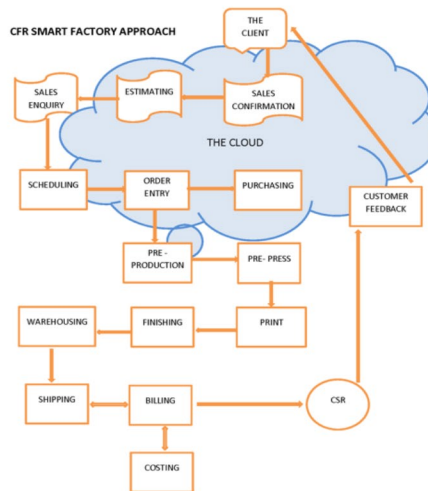 CFR SMART FACTORY APPROACH
THE
CLIENT
SALES
ENQUIRY
ESTIMATING
SALES
CONFIRMATION
THE CLOUD
SCHEDULING
ORDER
ENTRY
PURCHASING
CUSTOMER
FEEDBACK
PRE -
PRODUCTION
PRE- PRESS
WAREHOUSING
FINISHING
PRINT
SHIPPING
BILLING
CSR
COSTING